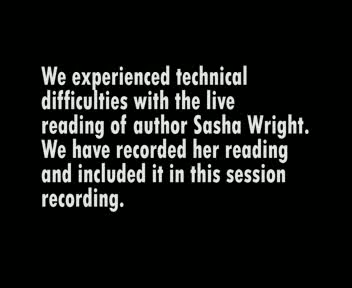 We experienced technical
difficulties with the live
reading of author Sasha Wright.
We have recorded her reading
and included it in this session
recording.